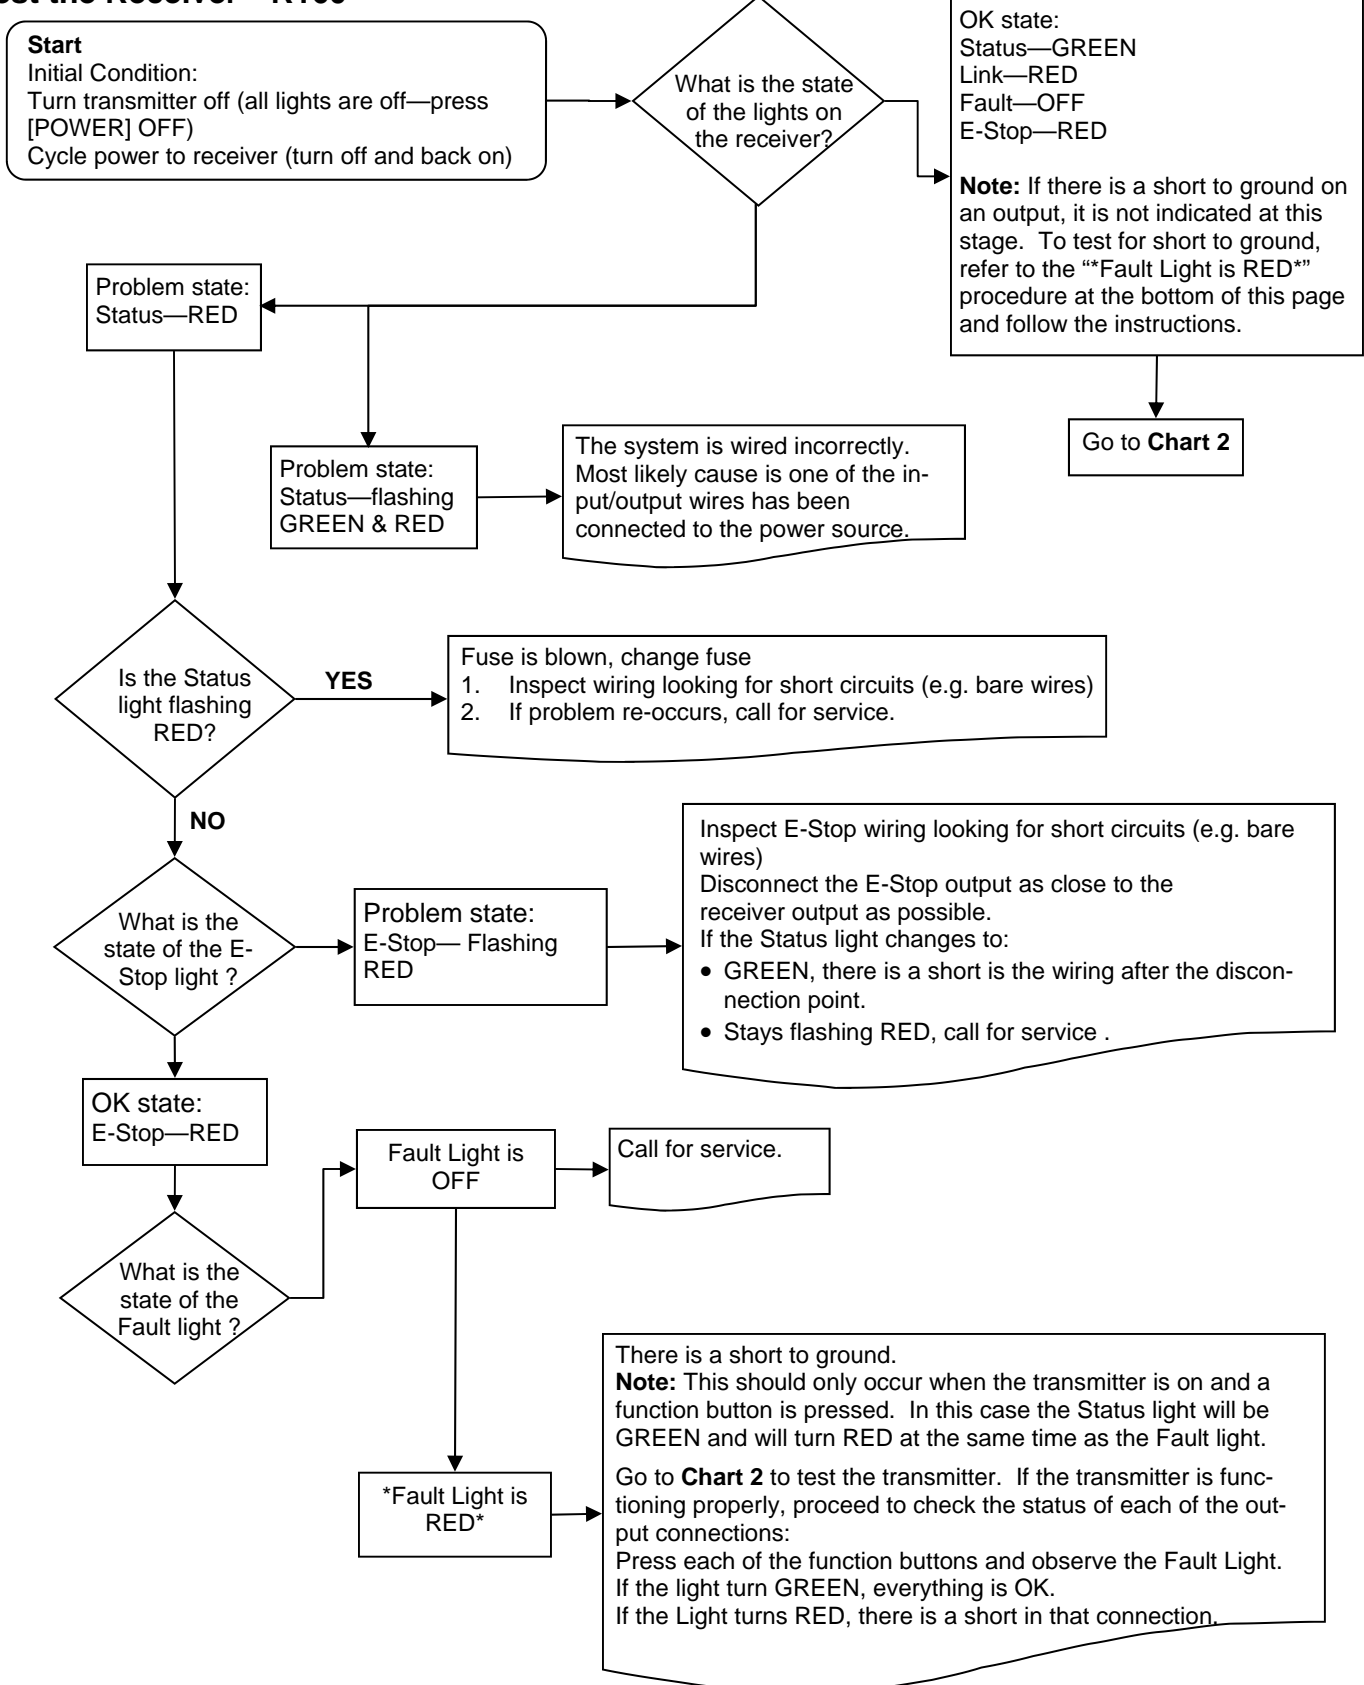 Start
Initial Condition:
Turn transmitter off (all lights are off—press
[POWER] OFF)
Cycle power to receiver (turn off and back on)
What is the state
of the lights on
the receiver?
OK state:
Status—GREEN
Link—RED
Fault—OFF
E-Stop—RED
Note: If there is a short to ground on
an output, it is not indicated at this
stage.  To test for short to ground,
refer to the “*Fault Light is RED*”
procedure at the bottom of this page
and follow the instructions.
Go to Chart 2
Problem state:
Status—RED
Problem state:
Status—flashing
GREEN & RED
The system is wired incorrectly.
Most likely cause is one of the in-
put/output wires has been
connected to the power source.
Is the Status
light flashing
RED?
YES
Fuse is blown, change fuse
1. Inspect wiring looking for short circuits (e.g. bare wires)
2. If problem re-occurs, call for service.
NO
What is the
state of the E-
Stop light ?
Problem state:
E-Stop— Flashing
RED
Inspect E-Stop wiring looking for short circuits (e.g. bare
wires)
Disconnect the E-Stop output as close to the
receiver output as possible.
If the Status light changes to:
• GREEN, there is a short is the wiring after the discon-
nection point.
• Stays flashing RED, call for service .
OK state:
E-Stop—RED
What is the
state of the
Fault light ?
Fault Light is
OFF
Call for service.
*Fault Light is
RED*
There is a short to ground.
Note: This should only occur when the transmitter is on and a
function button is pressed.  In this case the Status light will be
GREEN and will turn RED at the same time as the Fault light.
Go to Chart 2 to test the transmitter.  If the transmitter is func-
tioning properly, proceed to check the status of each of the out-
put connections:
Press each of the function buttons and observe the Fault Light.
If the light turn GREEN, everything is OK.
If the Light turns RED, there is a short in that connection.